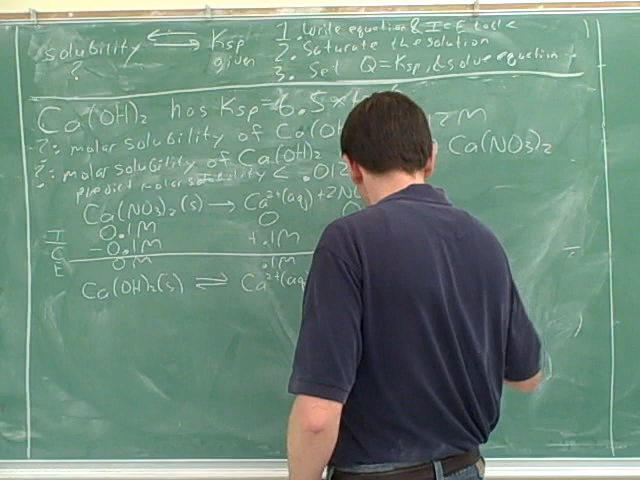 solubility ⇌ Ksp
? given
1. Write equation & ICE table
2. Saturate the solution
3. Set Q=Ksp, & solve equation
Ca(OH)2 has Ksp=6.5×
?: molar solubility of Ca(OH
?: molar solubility of Ca(OH)2 Ca(NO3)2
predict molar solubility < .012
Ca(NO3)2(s) → Ca2+(aq)+2NO
I 0.1M 0 0
C -0.1M +.1M
E 0M .1M
Ca(OH)2(s) ⇌ Ca2+(aq)